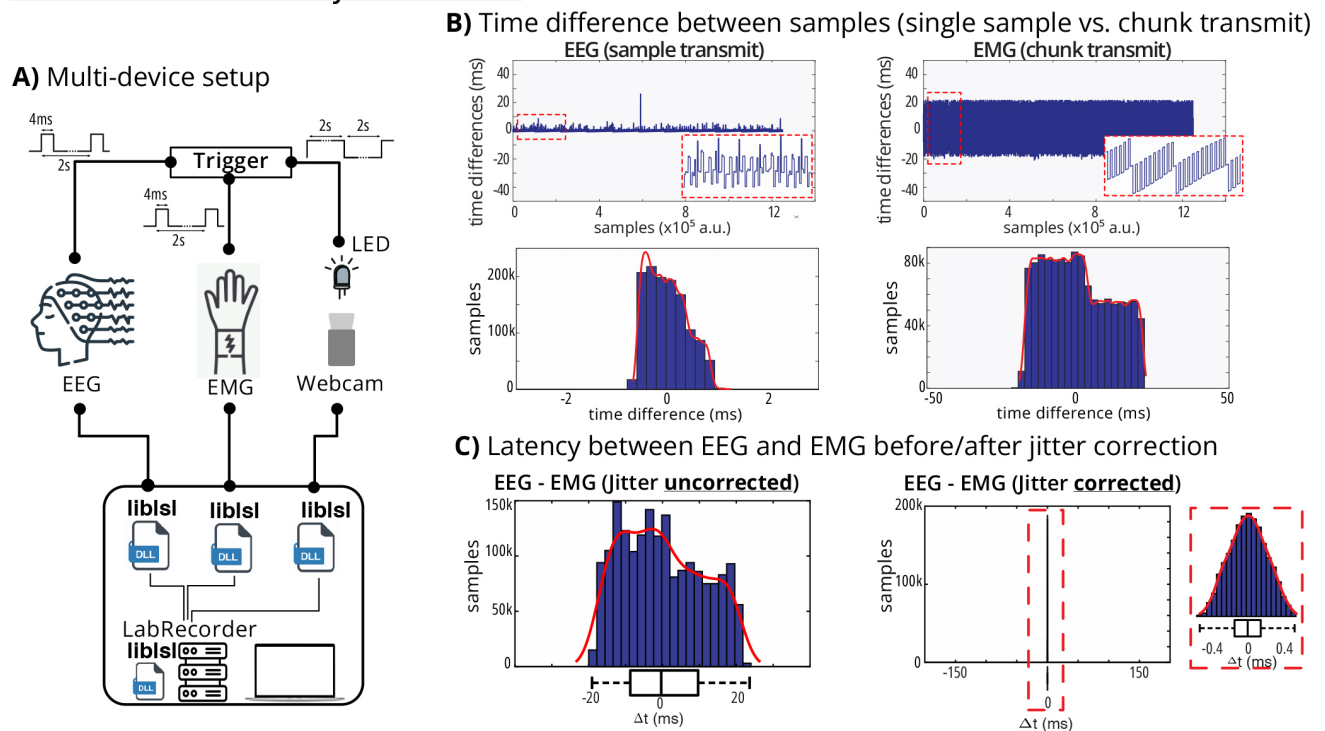 A) Multi-device setup
4ms
2s
Trigger
2s 2s
4ms
2s
LED
EEG
EMG
Webcam
liblsl
liblsl
liblsl
DLL
DLL
DLL
LabRecorder
liblsl
DLL
B) Time difference between samples (single sample vs. chunk transmit)
EEG (sample transmit)
time differences (ms)
40
20
0
-20
-40
0 4 8 12
samples (x10⁵ a.u.)
EMG (chunk transmit)
time differences (ms)
40
20
0
-20
-40
0 4 8 12
samples (x10⁵ a.u.)
samples
200k
100k
0
-2 0 2
time difference (ms)
samples
80k
40k
0
-50 0 50
time difference (ms)
C) Latency between EEG and EMG before/after jitter correction
EEG - EMG (Jitter uncorrected)
samples
150k
100k
50k
0
-20 0 20
Δt (ms)
EEG - EMG (Jitter corrected)
samples
200k
100k
0
-150 0 150
Δt (ms)
-0.4 0 0.4
Δt (ms)